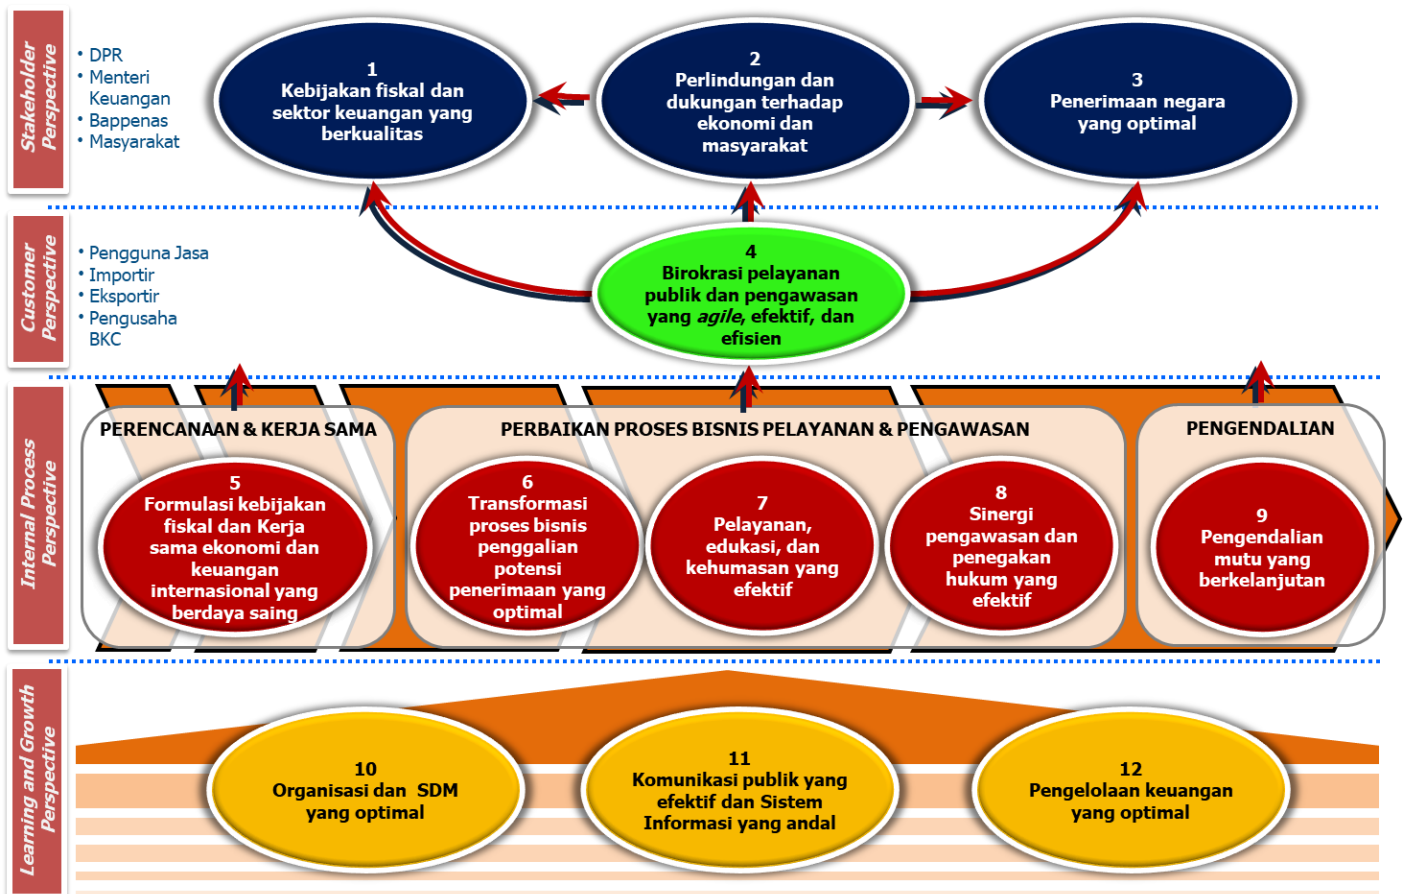 Stakeholder
Perspective
• DPR
• Menteri
Keuangan
• Bappenas
• Masyarakat
1
Kebijakan fiskal dan
sektor keuangan yang
berkualitas
2
Perlindungan dan
dukungan terhadap
ekonomi dan
masyarakat
3
Penerimaan negara
yang optimal
Customer
Perspective
• Pengguna Jasa
• Importir
• Eksportir
• Pengusaha
BKC
4
Birokrasi pelayanan
publik dan pengawasan
yang agile, efektif, dan
efisien
Internal Process
Perspective
PERENCANAAN & KERJA SAMA
5
Formulasi kebijakan
fiskal dan Kerja
sama ekonomi dan
keuangan
internasional yang
berdaya saing
PERBAIKAN PROSES BISNIS PELAYANAN & PENGAWASAN
6
Transformasi
proses bisnis
penggalian
potensi
penerimaan yang
optimal
7
Pelayanan,
edukasi, dan
kehumasan yang
efektif
8
Sinergi
pengawasan dan
penegakan
hukum yang
efektif
PENGENDALIAN
9
Pengendalian
mutu yang
berkelanjutan
Learning and Growth
Perspective
10
Organisasi dan SDM
yang optimal
11
Komunikasi publik yang
efektif dan Sistem
Informasi yang andal
12
Pengelolaan keuangan
yang optimal